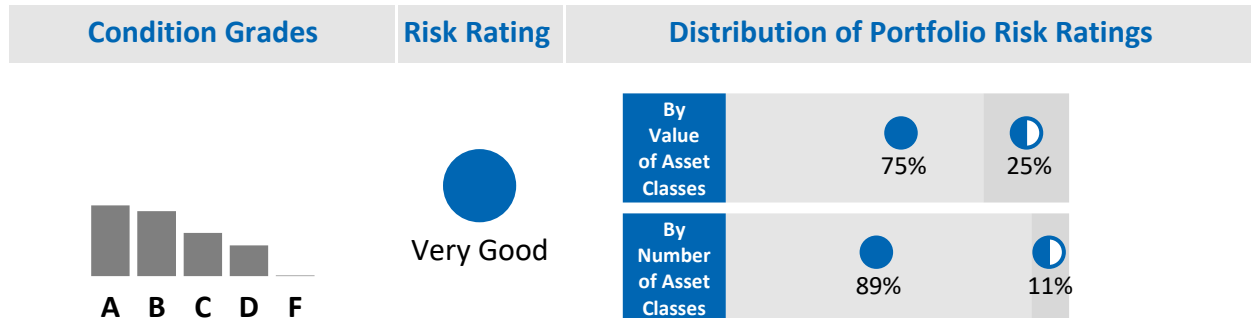 Condition Grades
Risk Rating
Distribution of Portfolio Risk Ratings
A B C D F
Very Good
By
Value
of Asset
Classes
75%
25%
By
Number
of Asset
Classes
89%
11%